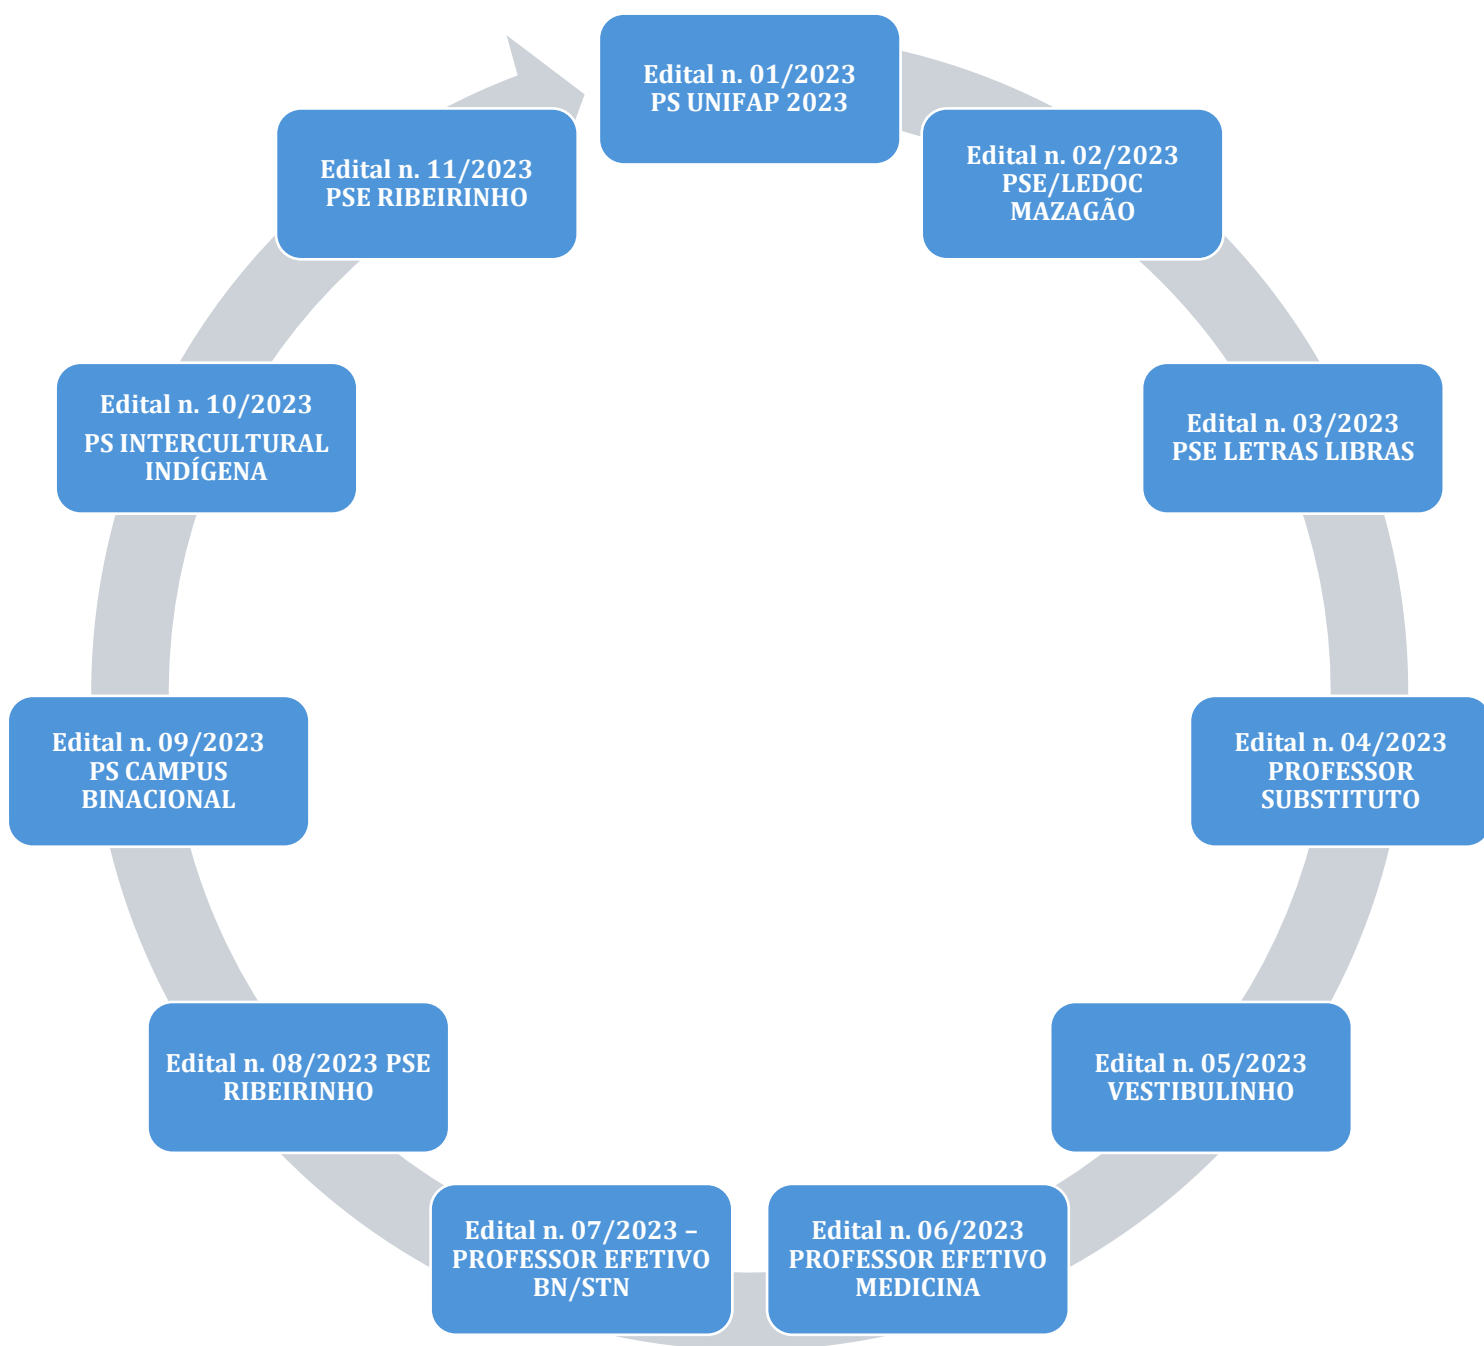 Edital n. 01/2023
PS UNIFAP 2023
Edital n. 02/2023
PSE/LEDOC
MAZAGÃO
Edital n. 03/2023
PSE LETRAS LIBRAS
Edital n. 04/2023
PROFESSOR
SUBSTITUTO
Edital n. 05/2023
VESTIBULINHO
Edital n. 06/2023
PROFESSOR EFETIVO
MEDICINA
Edital n. 07/2023 –
PROFESSOR EFETIVO
BN/STN
Edital n. 08/2023 PSE
RIBEIRINHO
Edital n. 09/2023
PS CAMPUS
BINACIONAL
Edital n. 10/2023
PS INTERCULTURAL
INDÍGENA
Edital n. 11/2023
PSE RIBEIRINHO